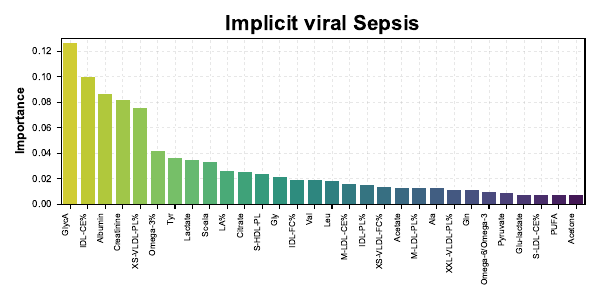 Implicit viral Sepsis
Importance
0.12
0.10
0.08
0.06
0.04
0.02
0.00
GlycA
IDL-CE%
Albumin
Creatinine
XS-VLDL-PL%
Omega-3%
Tyr
Lactate
Sc-ala
LA%
Citrate
S-HDL-PL
Gly
IDL-FC%
Val
Leu
M-LDL-CE%
IDL-PL%
XS-VLDL-FC%
Acetate
M-LDL-PL%
Ala
XXL-VLDL-PL%
Gln
Omega-6/Omega-3
Pyruvate
Glu-lactate
S-LDL-CE%
PUFA
Acetone